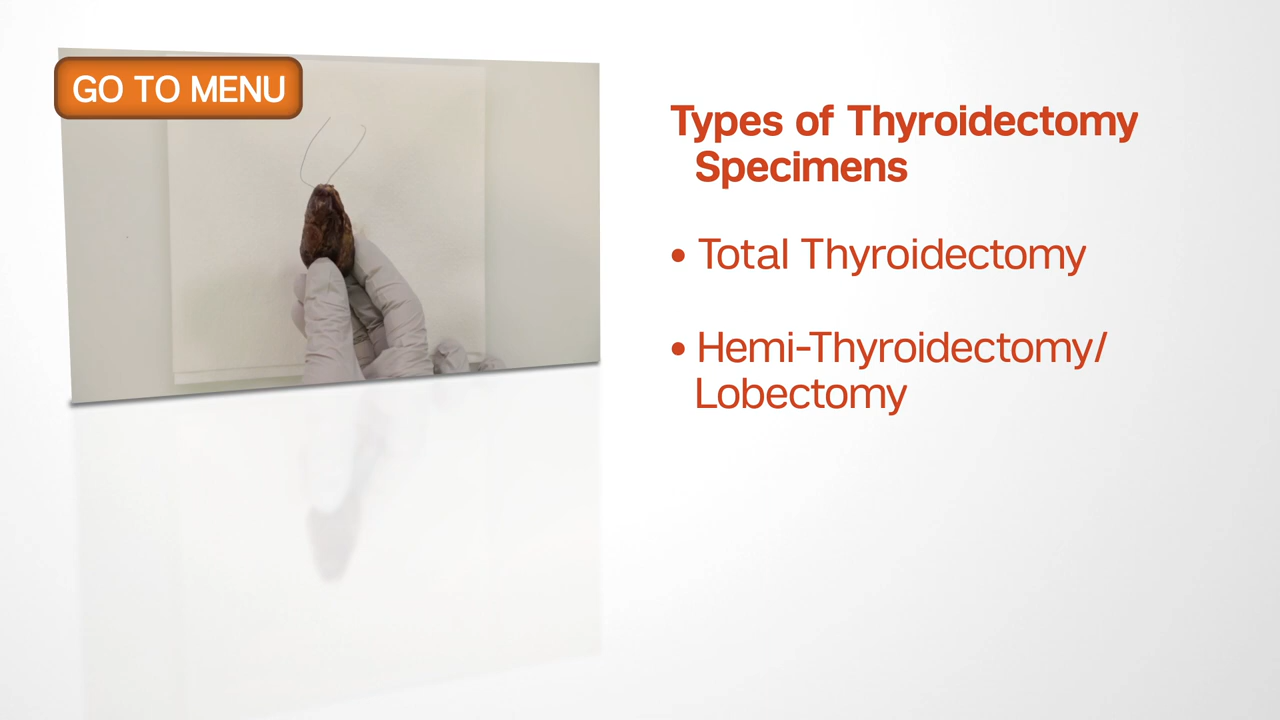 GO TO MENU
Types of Thyroidectomy
Specimens
• Total Thyroidectomy
• Hemi-Thyroidectomy/
Lobectomy